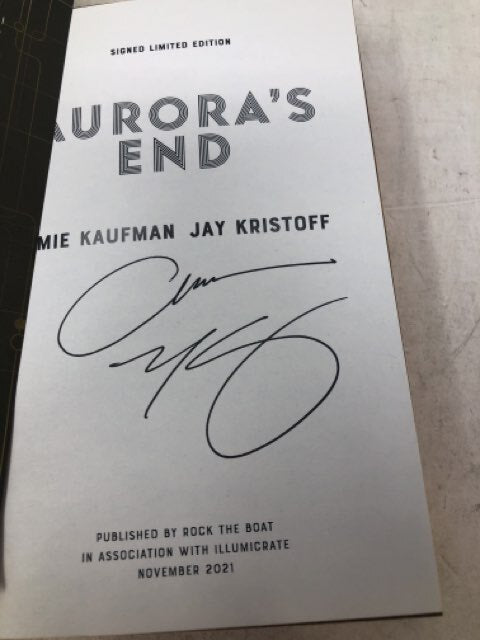 SIGNED LIMITED EDITION
AURORA'S
END
MIE KAUFMAN JAY KRISTOFF
PUBLISHED BY ROCK THE BOAT
IN ASSOCIATION WITH ILLUMICRATE
NOVEMBER 2021